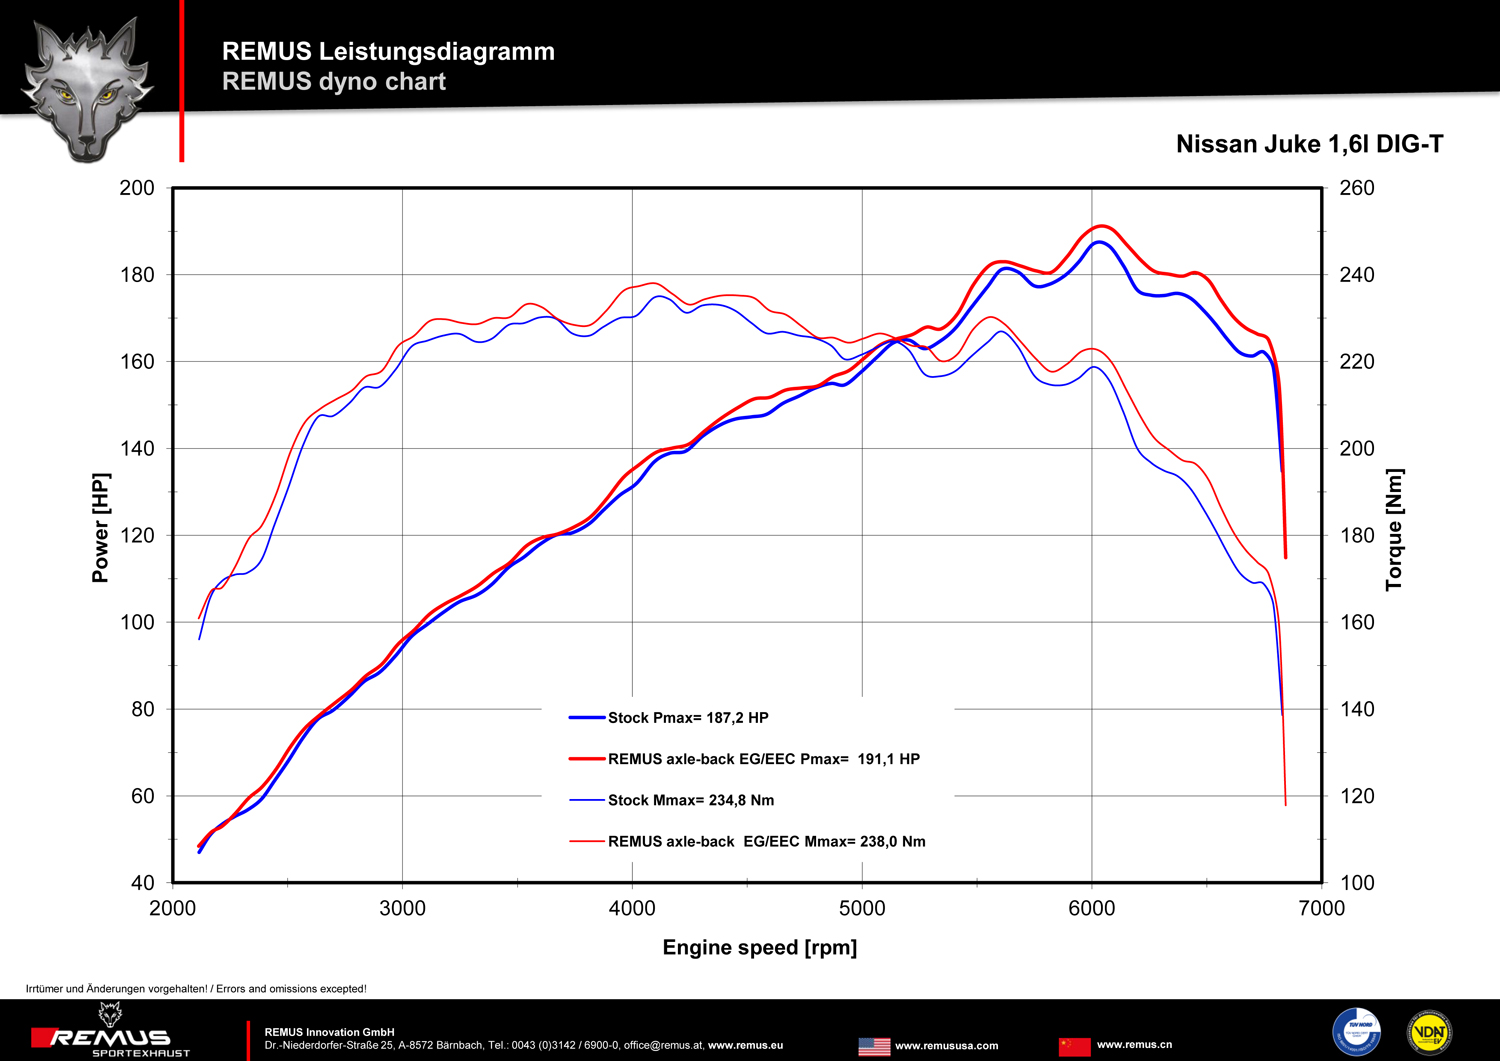 REMUS Leistungsdiagramm
REMUS dyno chart
Nissan Juke 1,6l DIG-T
200
180
160
140
120
100
80
60
40
Power [HP]
260
240
220
200
180
160
140
120
100
Torque [Nm]
Stock Pmax= 187,2 HP
REMUS axle-back EG/EEC Pmax= 191,1 HP
Stock Mmax= 234,8 Nm
REMUS axle-back EG/EEC Mmax= 238,0 Nm
2000 3000 4000 5000 6000 7000
Engine speed [rpm]
Irrtümer und Änderungen vorgehalten! / Errors and omissions excepted!
REMUS
SPORTEXHAUST
REMUS Innovation GmbH
Dr.-Niederdorfer-Straße 25, A-8572 Bärnbach, Tel.: 0043 (0)3142 / 6900-0, office@remus.at, www.remus.eu
www.remususa.com
www.remus.cn
TÜV NORD
VDAT